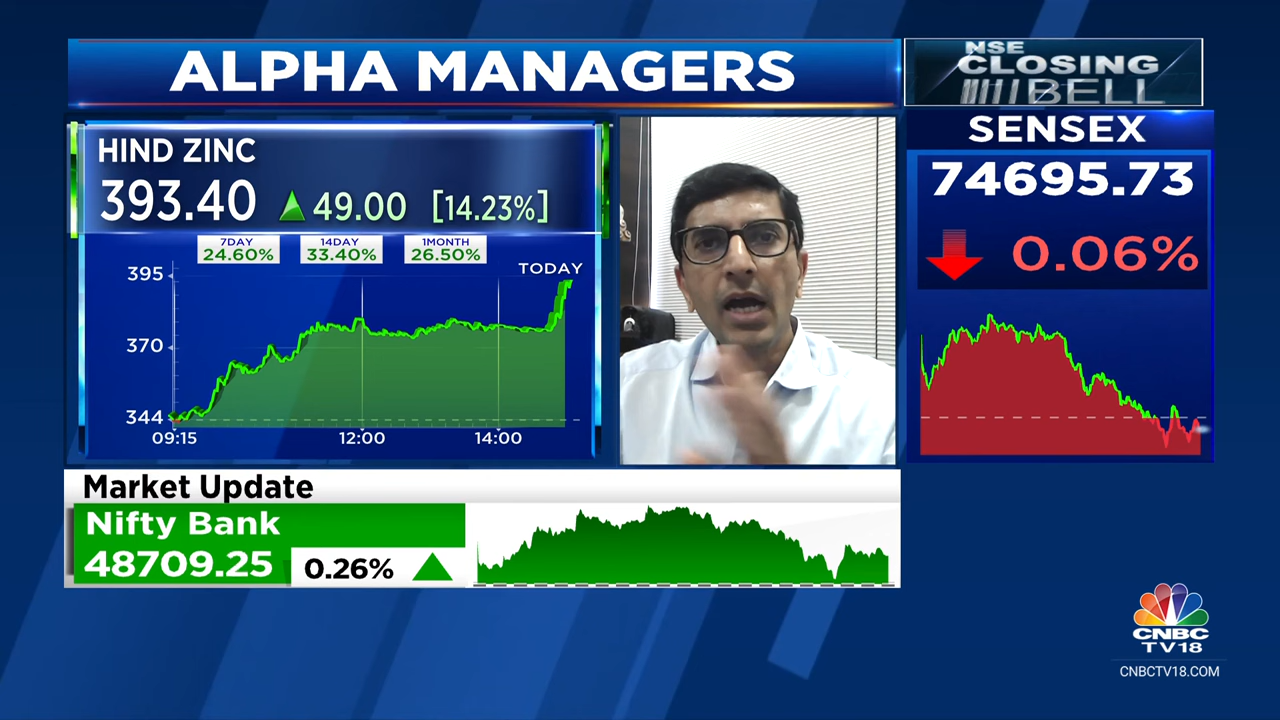 ALPHA MANAGERS
NSE
CLOSING
BELL
HIND ZINC
393.40 ▲ 49.00 [14.23%]
7DAY 14DAY 1MONTH
24.60% 33.40% 26.50%
TODAY
395
370
344
09:15 12:00 14:00
SENSEX
74695.73
0.06%
Market Update
Nifty Bank
48709.25 0.26%
CNBC
TV18
CNBCTV18.COM